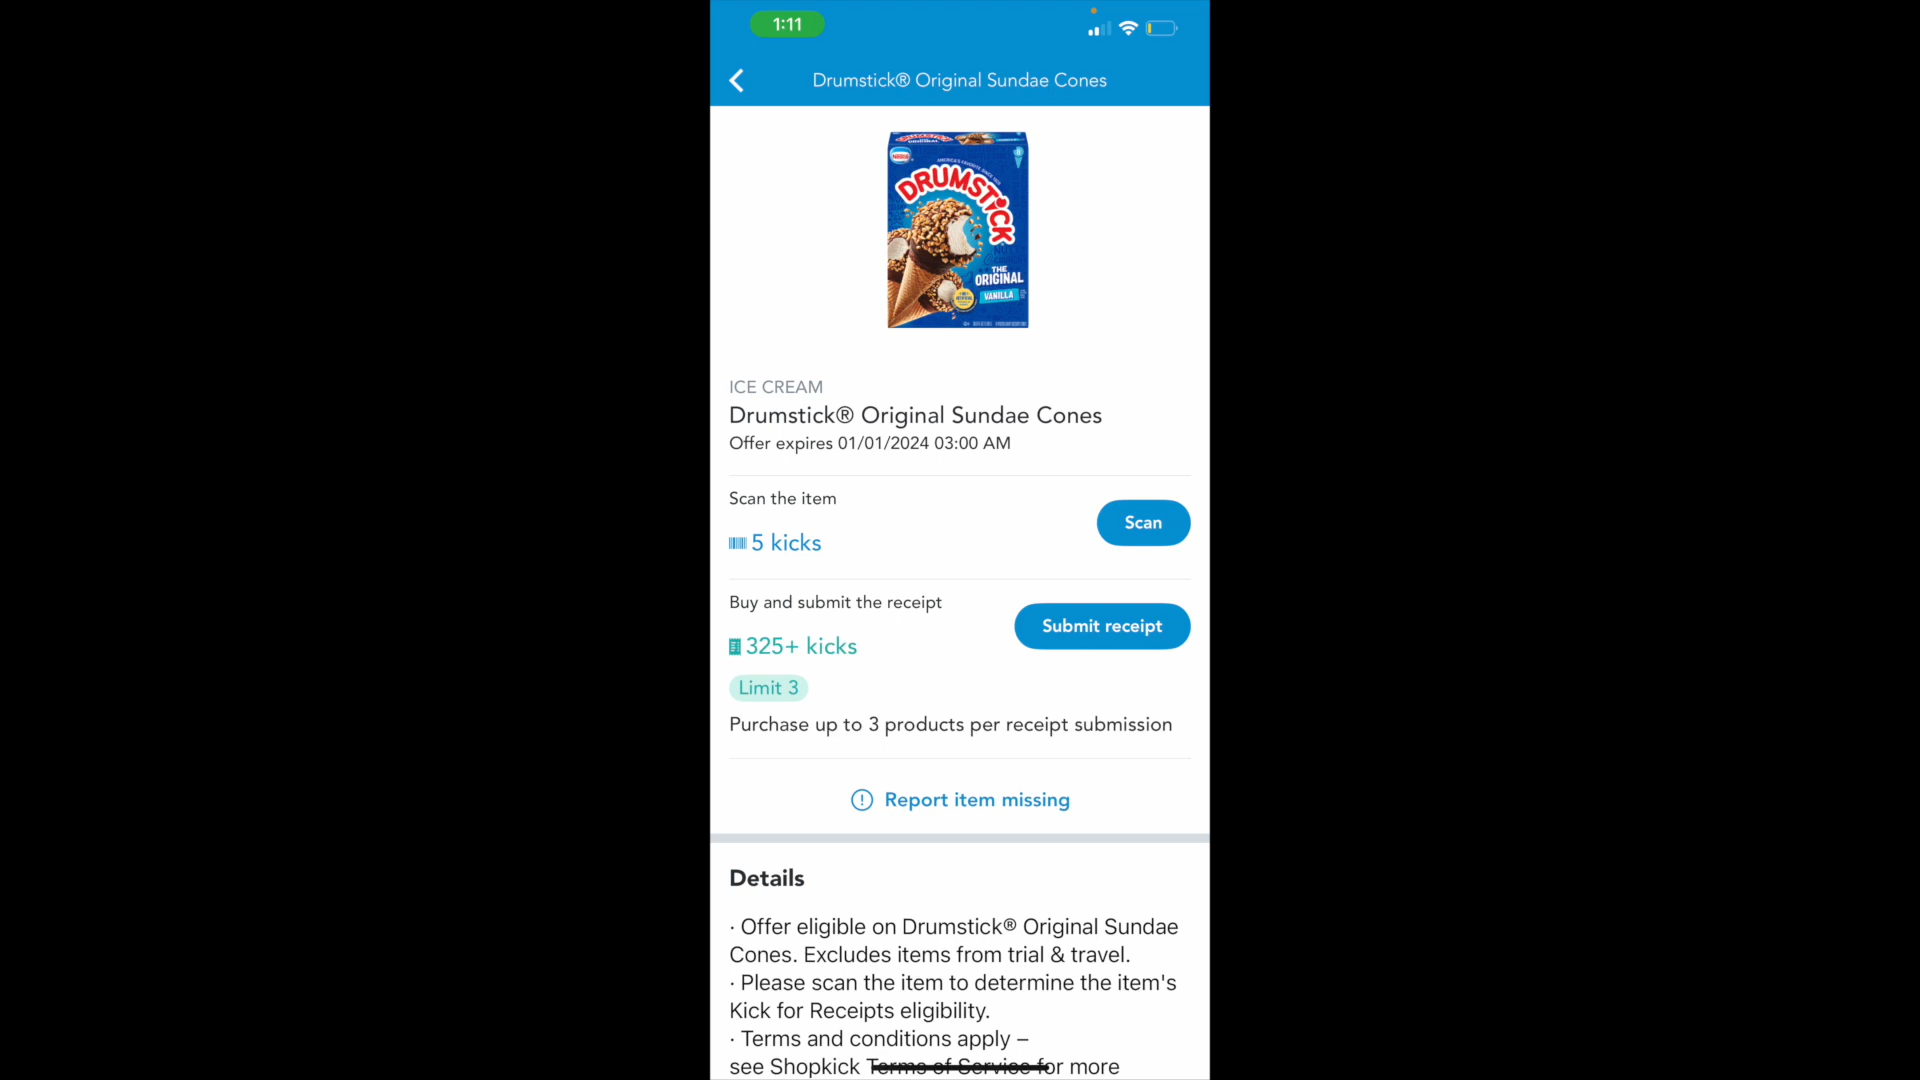 1:11
Drumstick® Original Sundae Cones
DRUMSTICK
THE
ORIGINAL
VANILLA
ICE CREAM
Drumstick® Original Sundae Cones
Offer expires 01/01/2024 03:00 AM
Scan the item
Scan
5 kicks
Buy and submit the receipt
Submit receipt
325+ kicks
Limit 3
Purchase up to 3 products per receipt submission
Report item missing
Details
· Offer eligible on Drumstick® Original Sundae
Cones. Excludes items from trial & travel.
· Please scan the item to determine the item's
Kick for Receipts eligibility.
· Terms and conditions apply –
see Shopkick Terms of Service for more